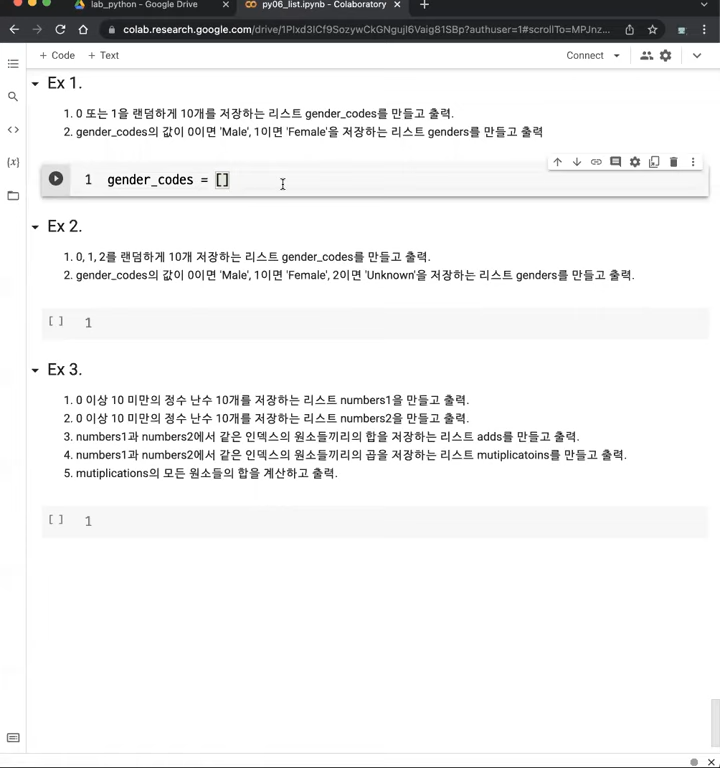 lab_python - Google Drive
py06_list.ipynb - Colaboratory
colab.research.google.com/drive/1PIxd3ICf9SozywCkGNgujI6Vaig81SBp?authuser=1#scrollTo=MPJnz...
+ Code + Text
Connect
Ex 1.
1. 0 또는 1을 랜덤하게 10개를 저장하는 리스트 gender_codes를 만들고 출력.
2. gender_codes의 값이 0이면 'Male', 1이면 'Female'을 저장하는 리스트 genders를 만들고 출력
1 gender_codes = []
Ex 2.
1. 0, 1, 2를 랜덤하게 10개 저장하는 리스트 gender_codes를 만들고 출력.
2. gender_codes의 값이 0이면 'Male', 1이면 'Female', 2이면 'Unknown'을 저장하는 리스트 genders를 만들고 출력.
[ ] 1
Ex 3.
1. 0 이상 10 미만의 정수 난수 10개를 저장하는 리스트 numbers1을 만들고 출력.
2. 0 이상 10 미만의 정수 난수 10개를 저장하는 리스트 numbers2을 만들고 출력.
3. numbers1과 numbers2에서 같은 인덱스의 원소들끼리의 합을 저장하는 리스트 adds를 만들고 출력.
4. numbers1과 numbers2에서 같은 인덱스의 원소들끼리의 곱을 저장하는 리스트 mutiplicatoins를 만들고 출력.
5. mutiplications의 모든 원소들의 합을 계산하고 출력.
[ ] 1